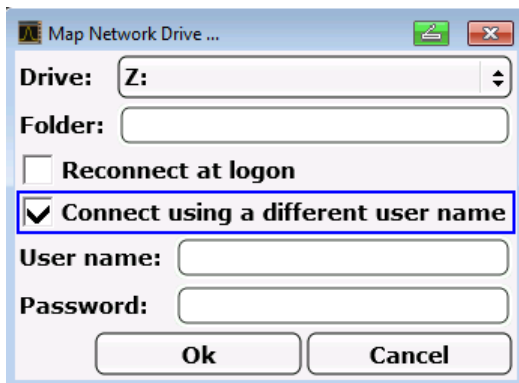 Map Network Drive ...
Drive: Z:
Folder:
Reconnect at logon
Connect using a different user name
User name:
Password:
Ok Cancel